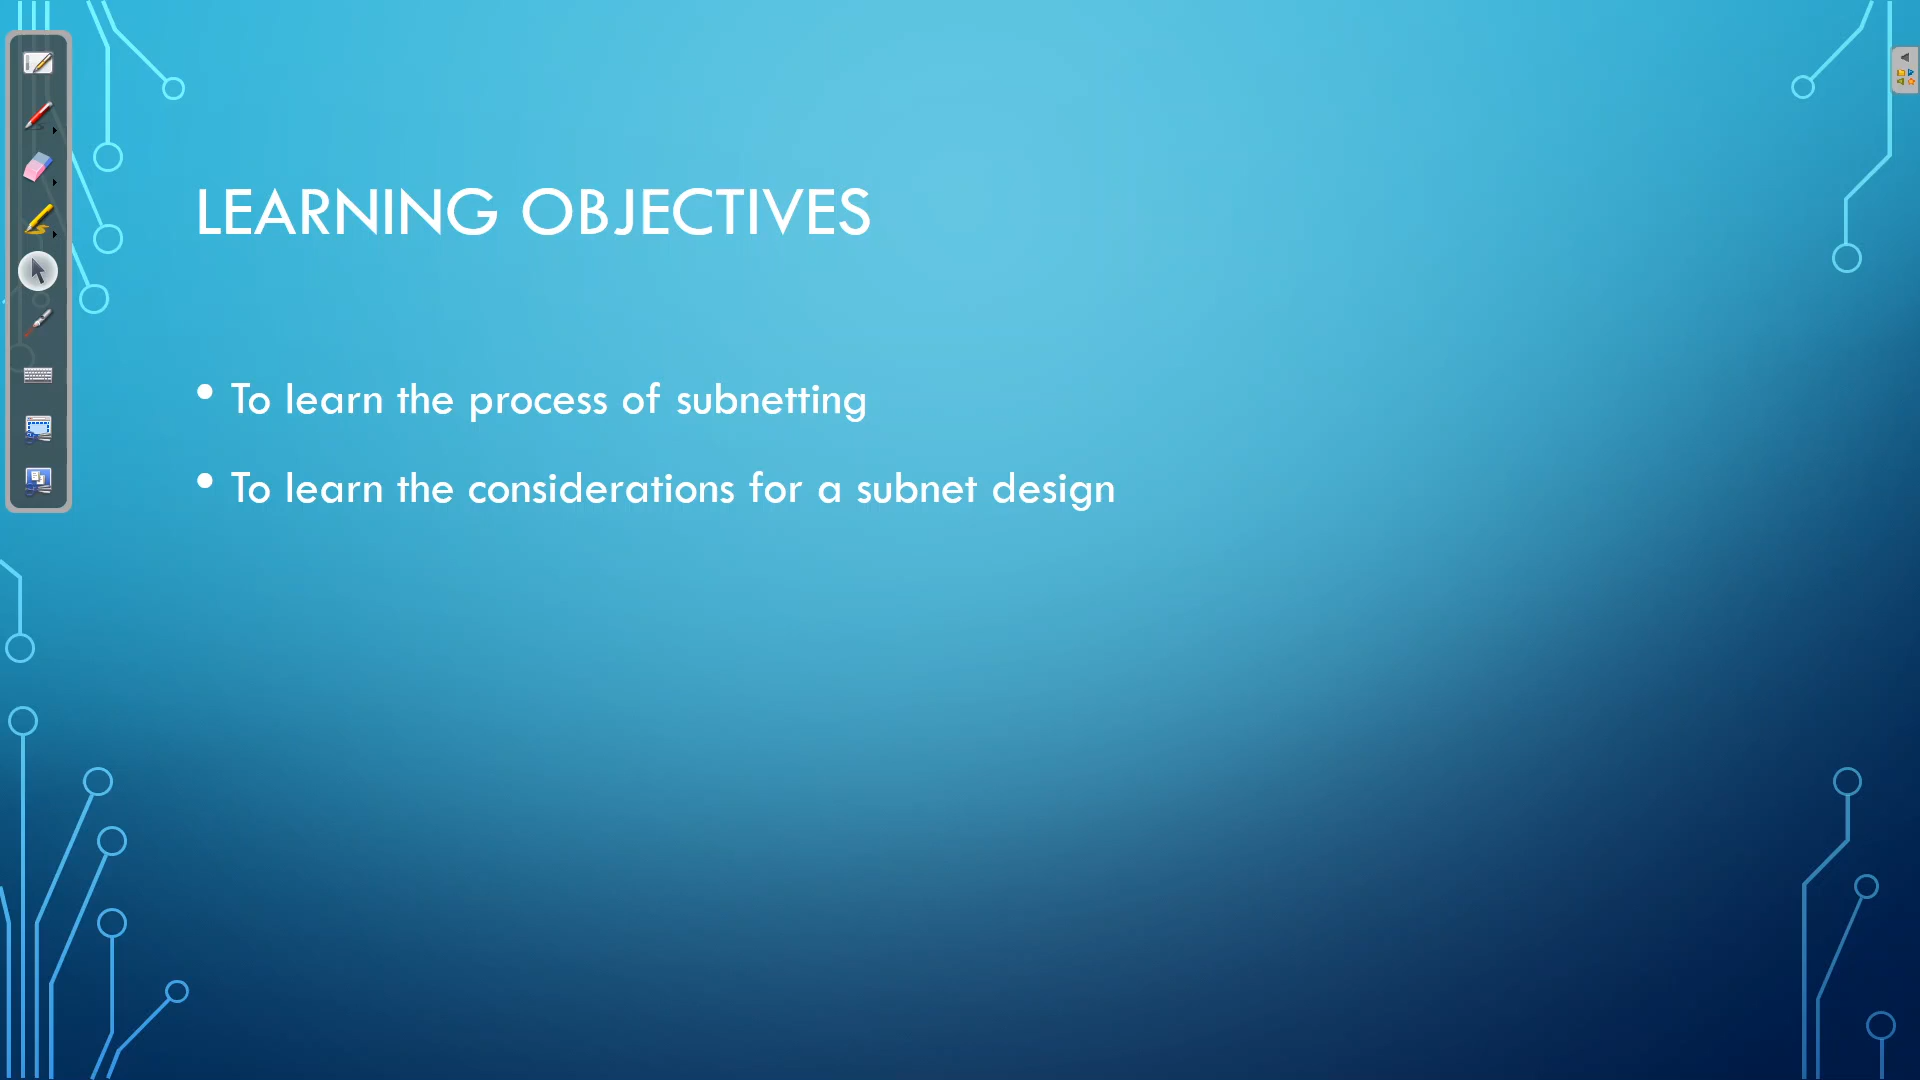 LEARNING OBJECTIVES
• To learn the process of subnetting
• To learn the considerations for a subnet design